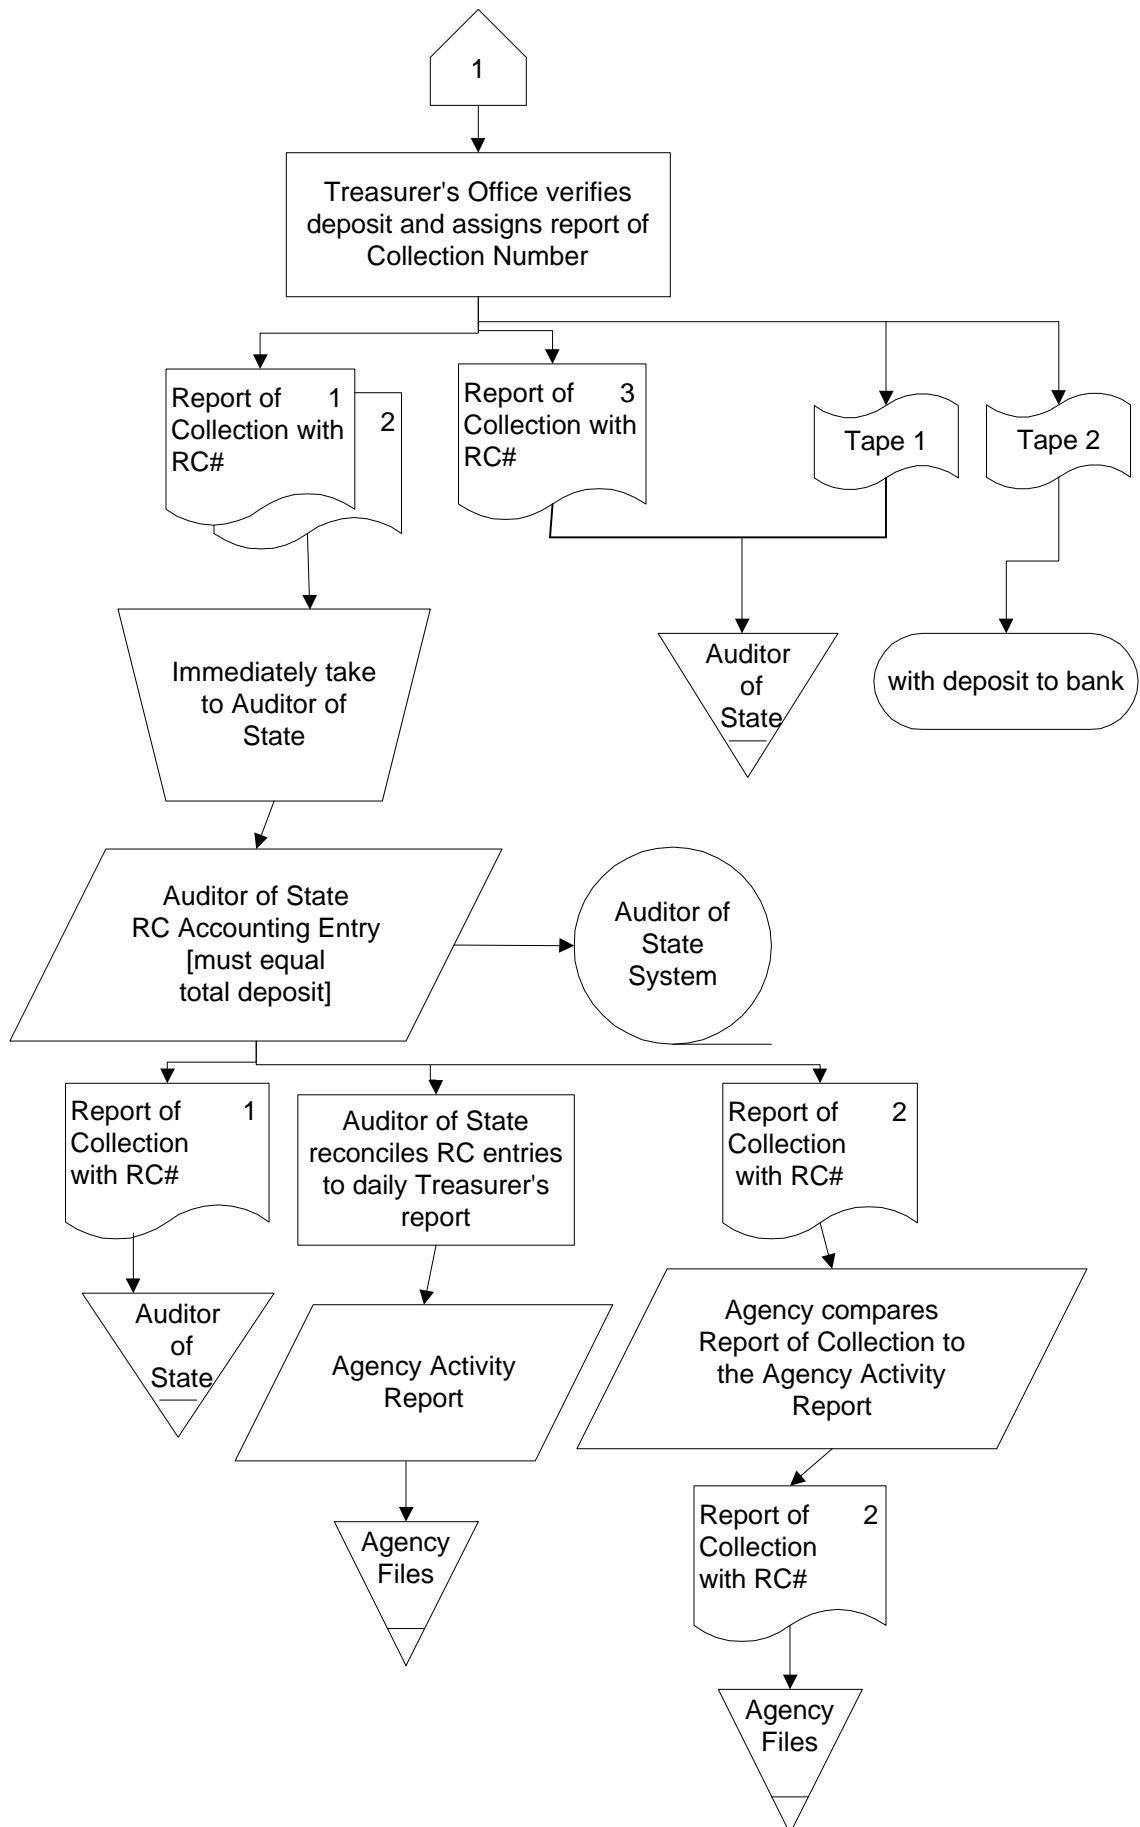 1
Treasurer's Office verifies
deposit and assigns report of
Collection Number
Report of 1
Collection with
RC#
2
Report of 3
Collection with
RC#
Tape 1
Tape 2
Immediately take
to Auditor of
State
Auditor
of
State
with deposit to bank
Auditor of State
RC Accounting Entry
[must equal
total deposit]
Auditor of
State
System
Report of 1
Collection
with RC#
Auditor of State
reconciles RC entries
to daily Treasurer's
report
Report of 2
Collection
with RC#
Auditor
of
State
Agency Activity
Report
Agency compares
Report of Collection to
the Agency Activity
Report
Agency
Files
Report of 2
Collection
with RC#
Agency
Files